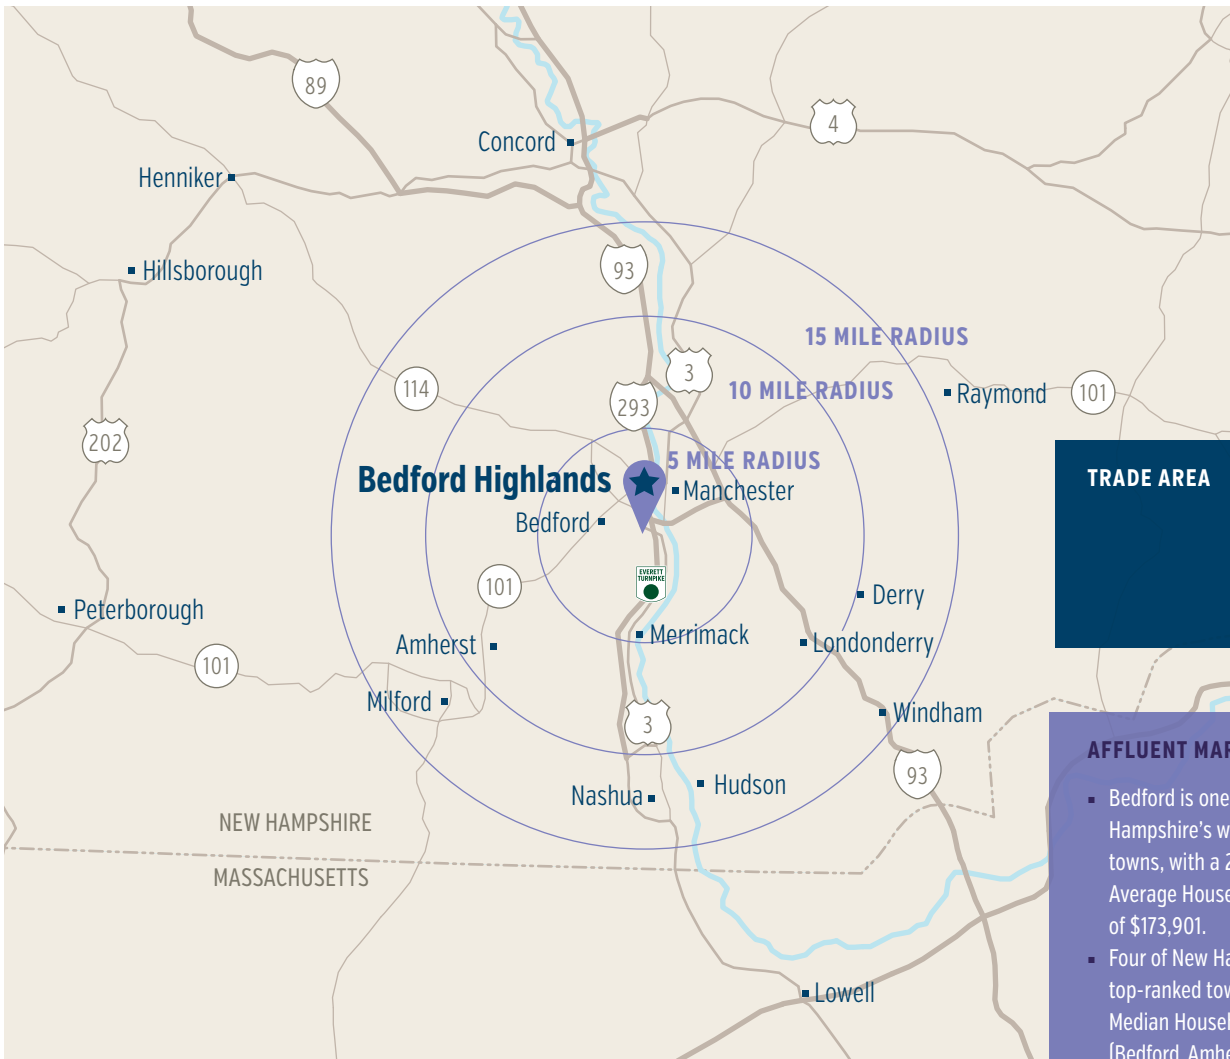 89
Concord
4
Henniker
Hillsborough
93
15 MILE RADIUS
3
114
10 MILE RADIUS
Raymond
101
293
202
5 MILE RADIUS
Bedford Highlands
Manchester
Bedford
TRADE AREA
EVERETT
TURNPIKE
101
Derry
Peterborough
Merrimack
Londonderry
Amherst
101
Milford
Windham
3
93
Hudson
Nashua
NEW HAMPSHIRE
MASSACHUSETTS
Lowell
AFFLUENT MAR
▪ Bedford is one
Hampshire's w
towns, with a 2
Average House
of $173,901.
▪ Four of New Ha
top-ranked tow
Median Househ
(Bedford, Amhe